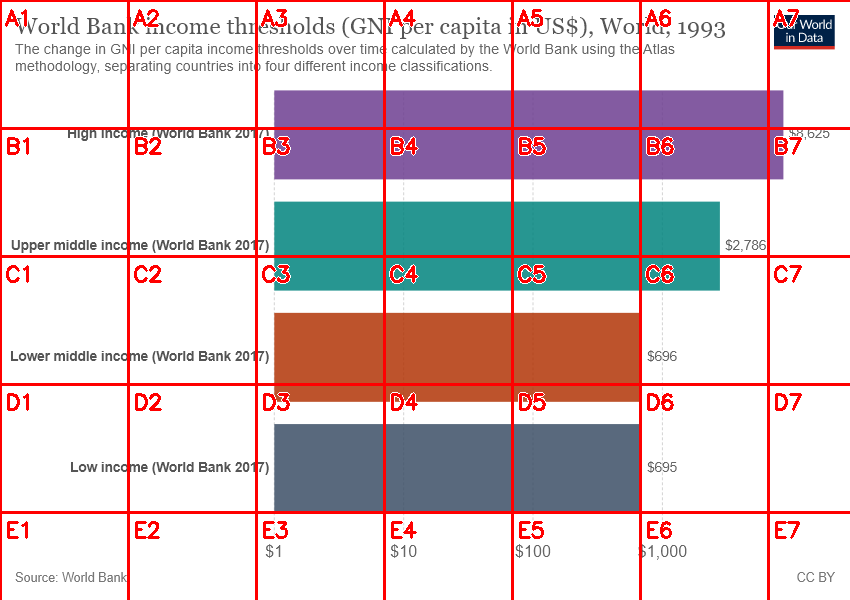 World Bank income thresholds (GNI per capita in US$), World, 1993
Our World
in Data
The change in GNI per capita income thresholds over time calculated by the World Bank using the Atlas
methodology, separating countries into four different income classifications.
High income (World Bank 2017)
$8,625
Upper middle income (World Bank 2017)
$2,786
Lower middle income (World Bank 2017)
$696
Low income (World Bank 2017)
$695
$1
$10
$100
$1,000
Source: World Bank
CC BY
A1
A2
A3
A4
A5
A6
A7
B1
B2
B3
B4
B5
B6
B7
C1
C2
C3
C4
C5
C6
C7
D1
D2
D3
D4
D5
D6
D7
E1
E2
E3
E4
E5
E6
E7